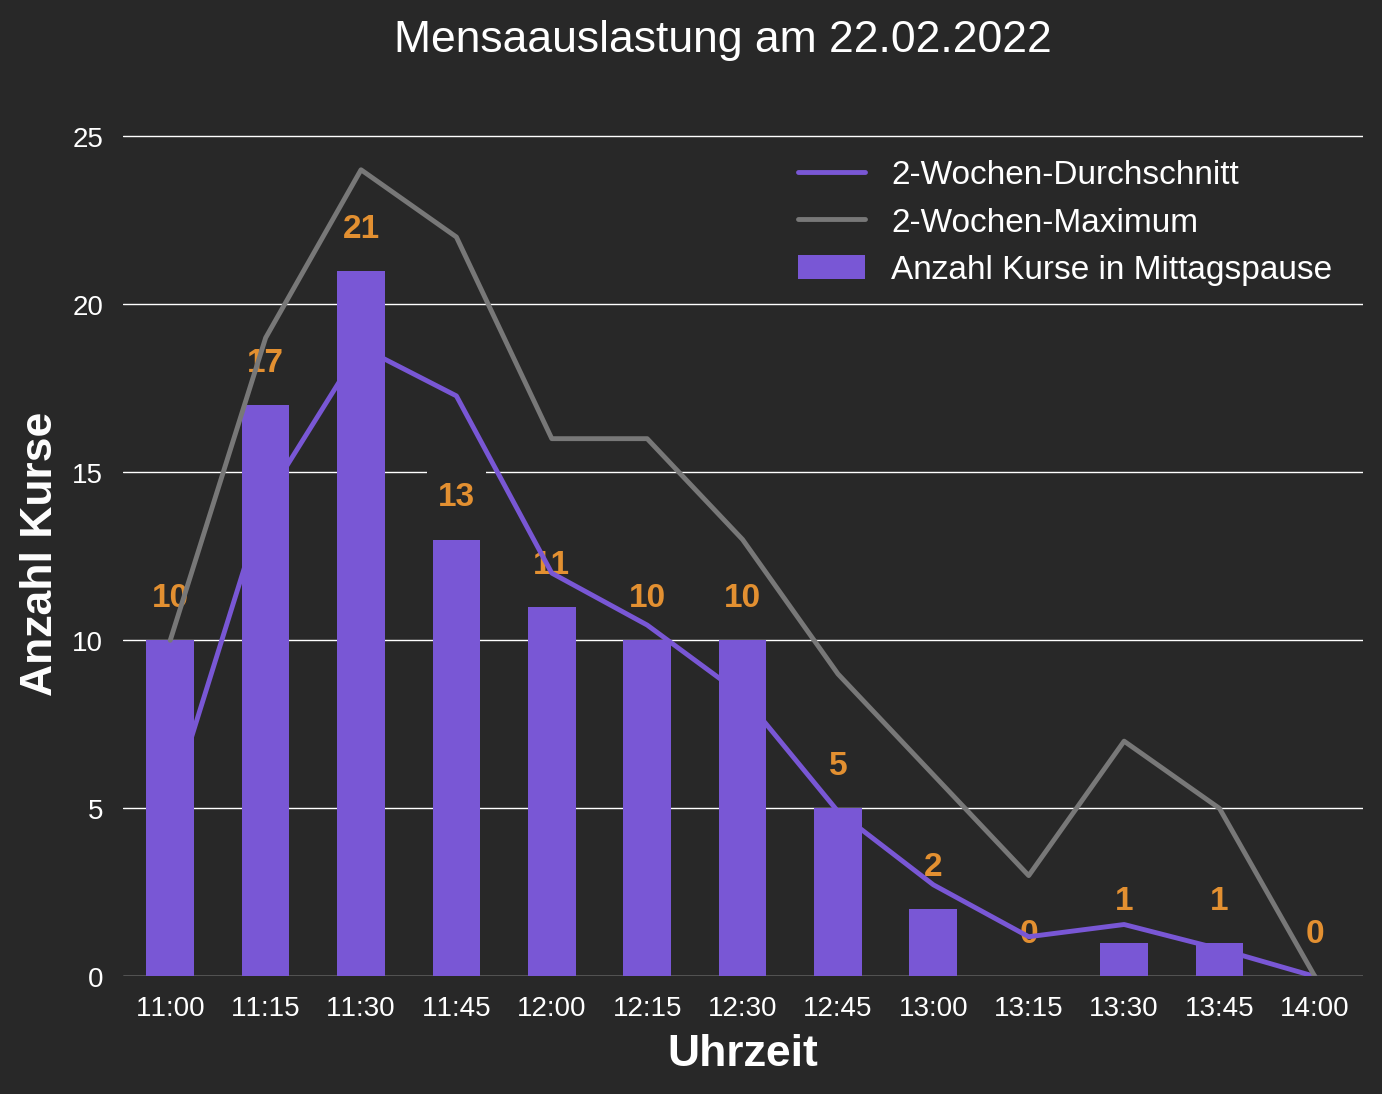 Mensaauslastung am 22.02.2022
25
20
15
10
5
0
Anzahl Kurse
2-Wochen-Durchschnitt
2-Wochen-Maximum
Anzahl Kurse in Mittagspause
10
17
21
13
11
10
10
5
2
0
1
1
0
11:00 11:15 11:30 11:45 12:00 12:15 12:30 12:45 13:00 13:15 13:30 13:45 14:00
Uhrzeit